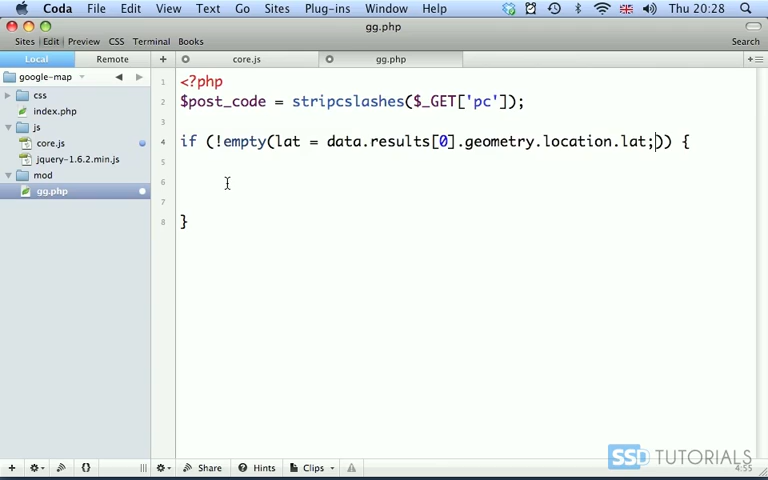 Coda File Edit View Text Go Sites Plug-ins Window Help Thu 20:28
gg.php
Sites Edit Preview CSS Terminal Books Search
Local Remote core.js gg.php
google-map
css
index.php
js
core.js
jquery-1.6.2.min.js
mod
gg.php
1 <?php
2 $post_code = stripcslashes($_GET['pc']);
3
4 if (!empty(lat = data.results[0].geometry.location.lat;)) {
5
6
7
8 }
Share Hints Clips
SSDTUTORIALS
4:55